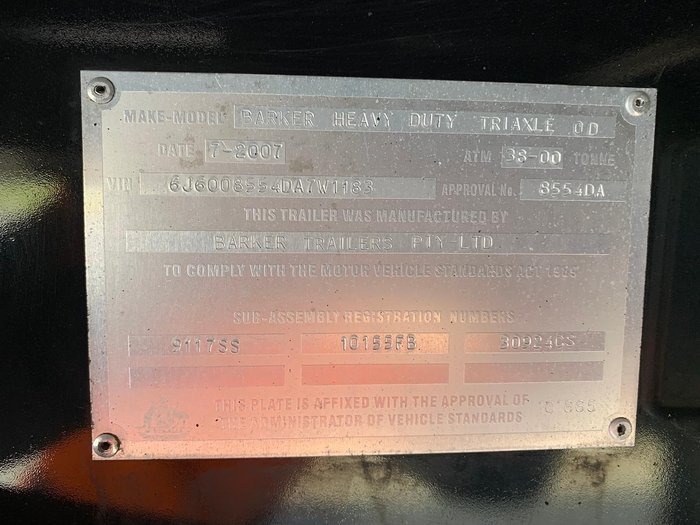 MAKE-MODEL BARKER HEAVY DUTY TRIAXLE OD
DATE 7-2007 ATM 38-00 TONNE
VIN 6J6008554DA7W1183 APPROVAL No. 8554DA
THIS TRAILER WAS MANUFACTURED BY
BARKER TRAILERS PTY-LTD
TO COMPLY WITH THE MOTOR VEHICLE STANDARDS ACT 1989
SUB-ASSEMBLY REGISTRATION NUMBERS
9117SS 10155FB 30924CS
THIS PLATE IS AFFIXED WITH THE APPROVAL OF
THE ADMINISTRATOR OF VEHICLE STANDARDS